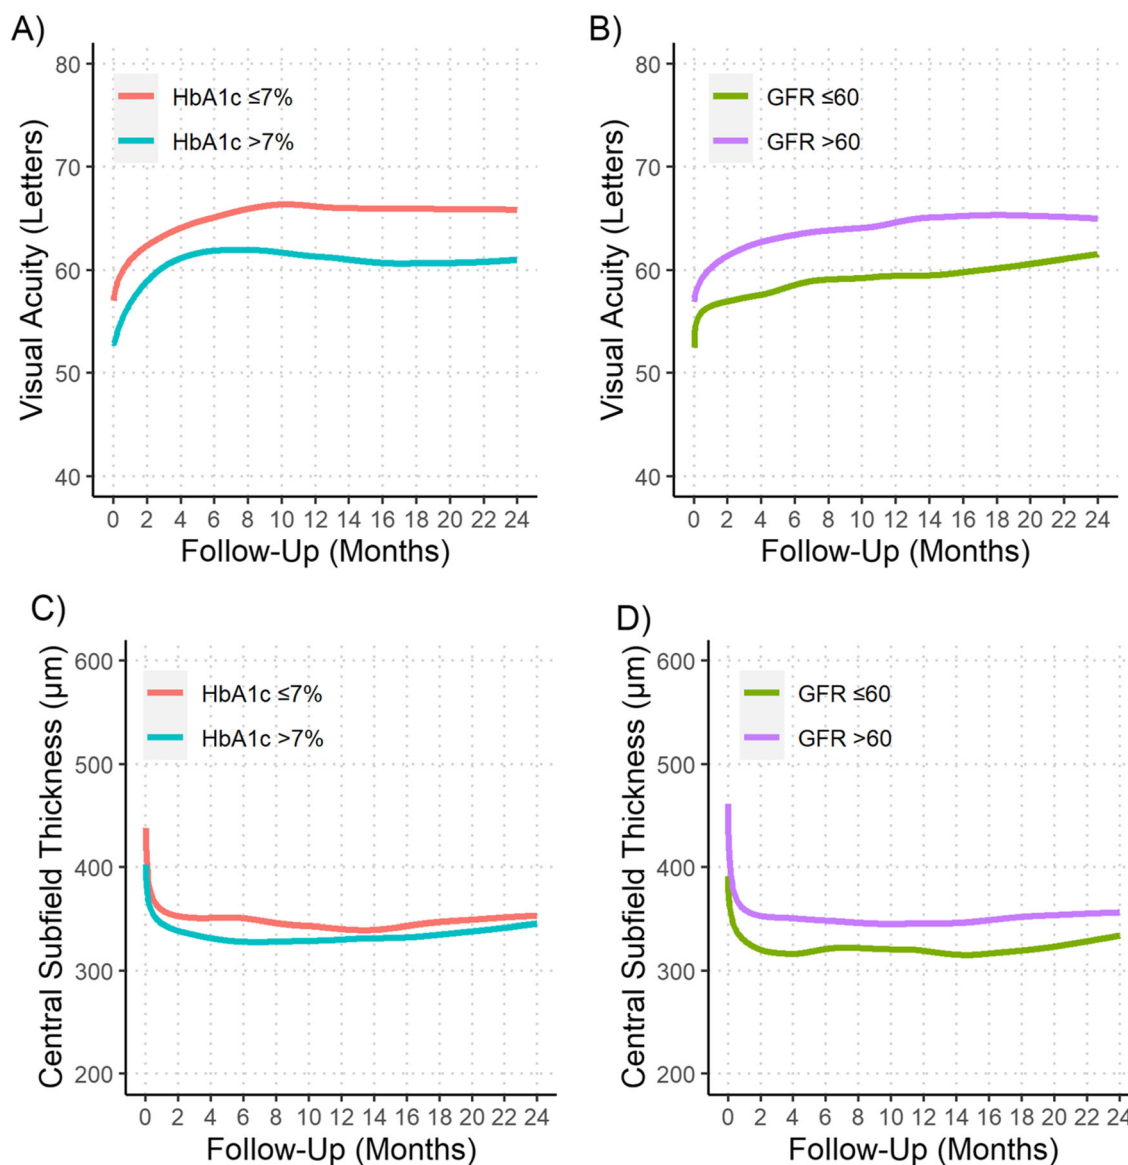 A)
Visual Acuity (Letters)
80
70
60
50
40
HbA1c ≤7%
HbA1c >7%
0 2 4 6 8 10 12 14 16 18 20 22 24
Follow-Up (Months)
B)
Visual Acuity (Letters)
80
70
60
50
40
GFR ≤60
GFR >60
0 2 4 6 8 10 12 14 16 18 20 22 24
Follow-Up (Months)
C)
Central Subfield Thickness (µm)
600
500
400
300
200
HbA1c ≤7%
HbA1c >7%
0 2 4 6 8 10 12 14 16 18 20 22 24
Follow-Up (Months)
D)
Central Subfield Thickness (µm)
600
500
400
300
200
GFR ≤60
GFR >60
0 2 4 6 8 10 12 14 16 18 20 22 24
Follow-Up (Months)